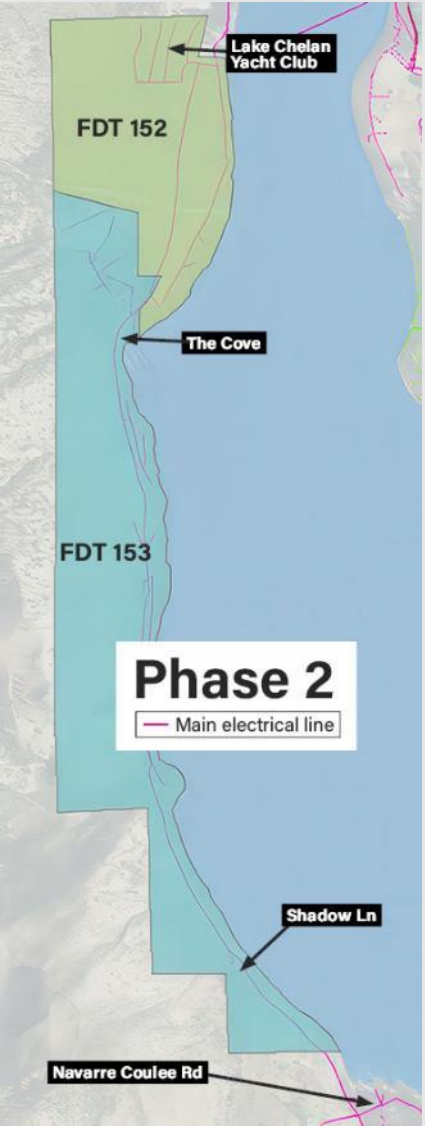 Lake Chelan
Yacht Club
FDT 152
The Cove
FDT 153
Phase 2
Main electrical line
Shadow Ln
Navarre Coulee Rd